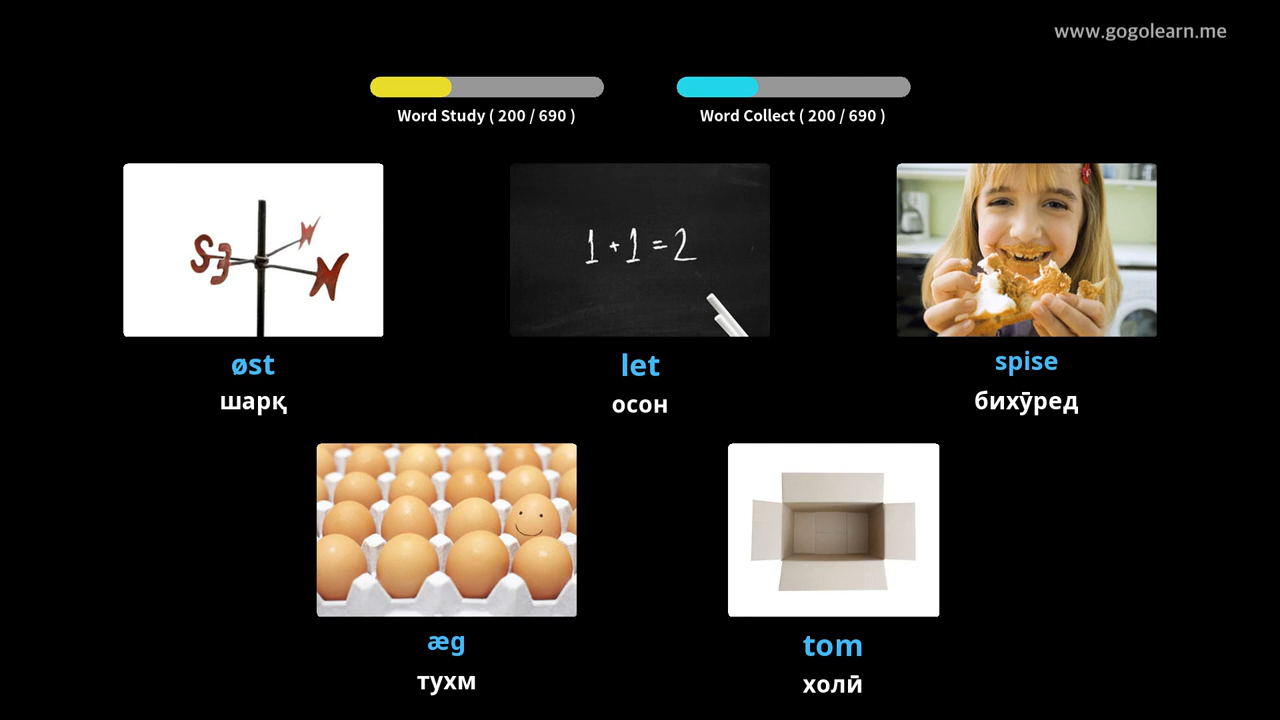 www.gogolearn.me
Word Study ( 200 / 690 )
Word Collect ( 200 / 690 )
S E N W
1 + 1 = 2
øst
шарқ
let
осон
spise
бихӯред
æg
тухм
tom
холӣ